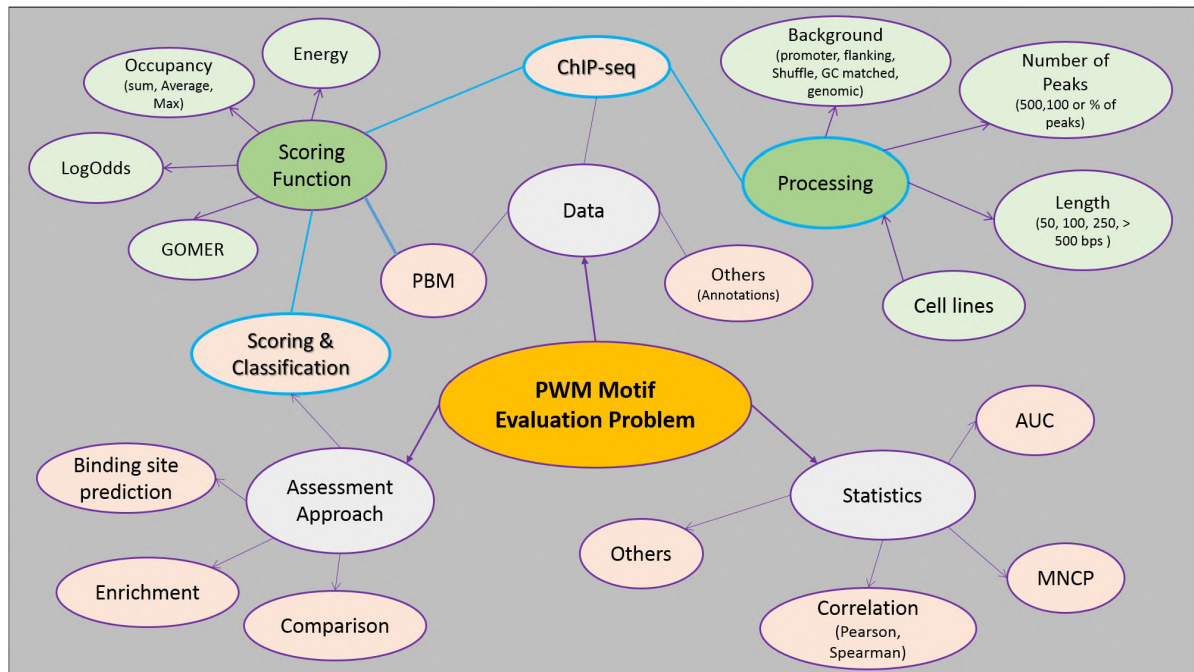 Energy
Occupancy
(sum, Average,
Max)
LogOdds
GOMER
Scoring
Function
ChIP-seq
Background
(promoter, flanking,
Shuffle, GC matched,
genomic)
Number of
Peaks
(500,100 or % of
peaks)
Processing
Length
(50, 100, 250, >
500 bps )
Cell lines
Data
PBM
Others
(Annotations)
Scoring &
Classification
PWM Motif
Evaluation Problem
Binding site
prediction
Assessment
Approach
Enrichment
Comparison
Statistics
AUC
Others
MNCP
Correlation
(Pearson,
Spearman)